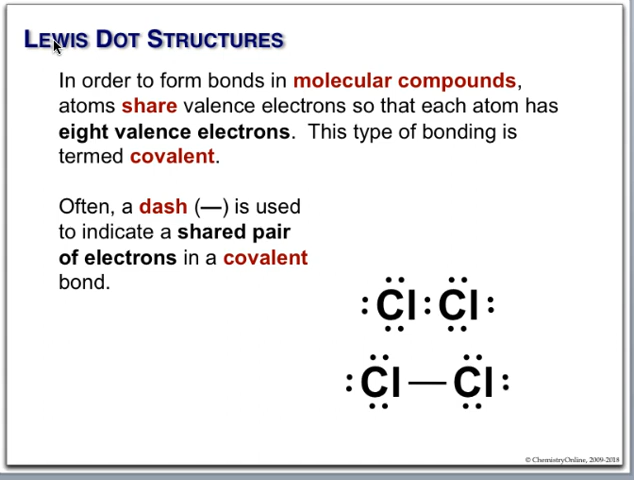 LEWIS DOT STRUCTURES
In order to form bonds in molecular compounds,
atoms share valence electrons so that each atom has
eight valence electrons. This type of bonding is
termed covalent.
Often, a dash (—) is used
to indicate a shared pair
of electrons in a covalent
bond.
:Cl:Cl:
:Cl—Cl:
© ChemistryOnline, 2009-2018